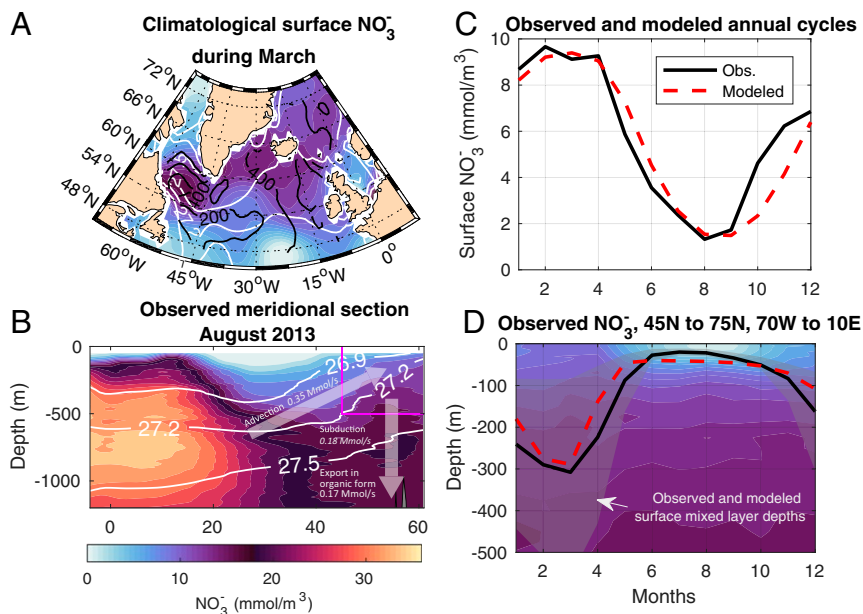 A
Climatological surface NO3-
during March
72°N
66°N
60°N
54°N
48°N
60°W
45°W
30°W
15°W
0°
200
400
0
B
Observed meridional section
August 2013
0
-500
-1000
Depth (m)
26.9
27.2
27.2
27.5
Advection 0.35 Mmol/s
Subduction
0.18 Mmol/s
Export in
organic form
0.17 Mmol/s
0 20 40 60
0 10 20 30
NO3- (mmol/m3)
C
Observed and modeled annual cycles
10
8
6
4
2
0
Surface NO3- (mmol/m3)
Obs.
Modeled
2 4 6 8 10 12
D
Observed NO3-, 45N to 75N, 70W to 10E
0
-100
-200
-300
-400
-500
Depth (m)
Observed and modeled
surface mixed layer depths
2 4 6 8 10 12
Months